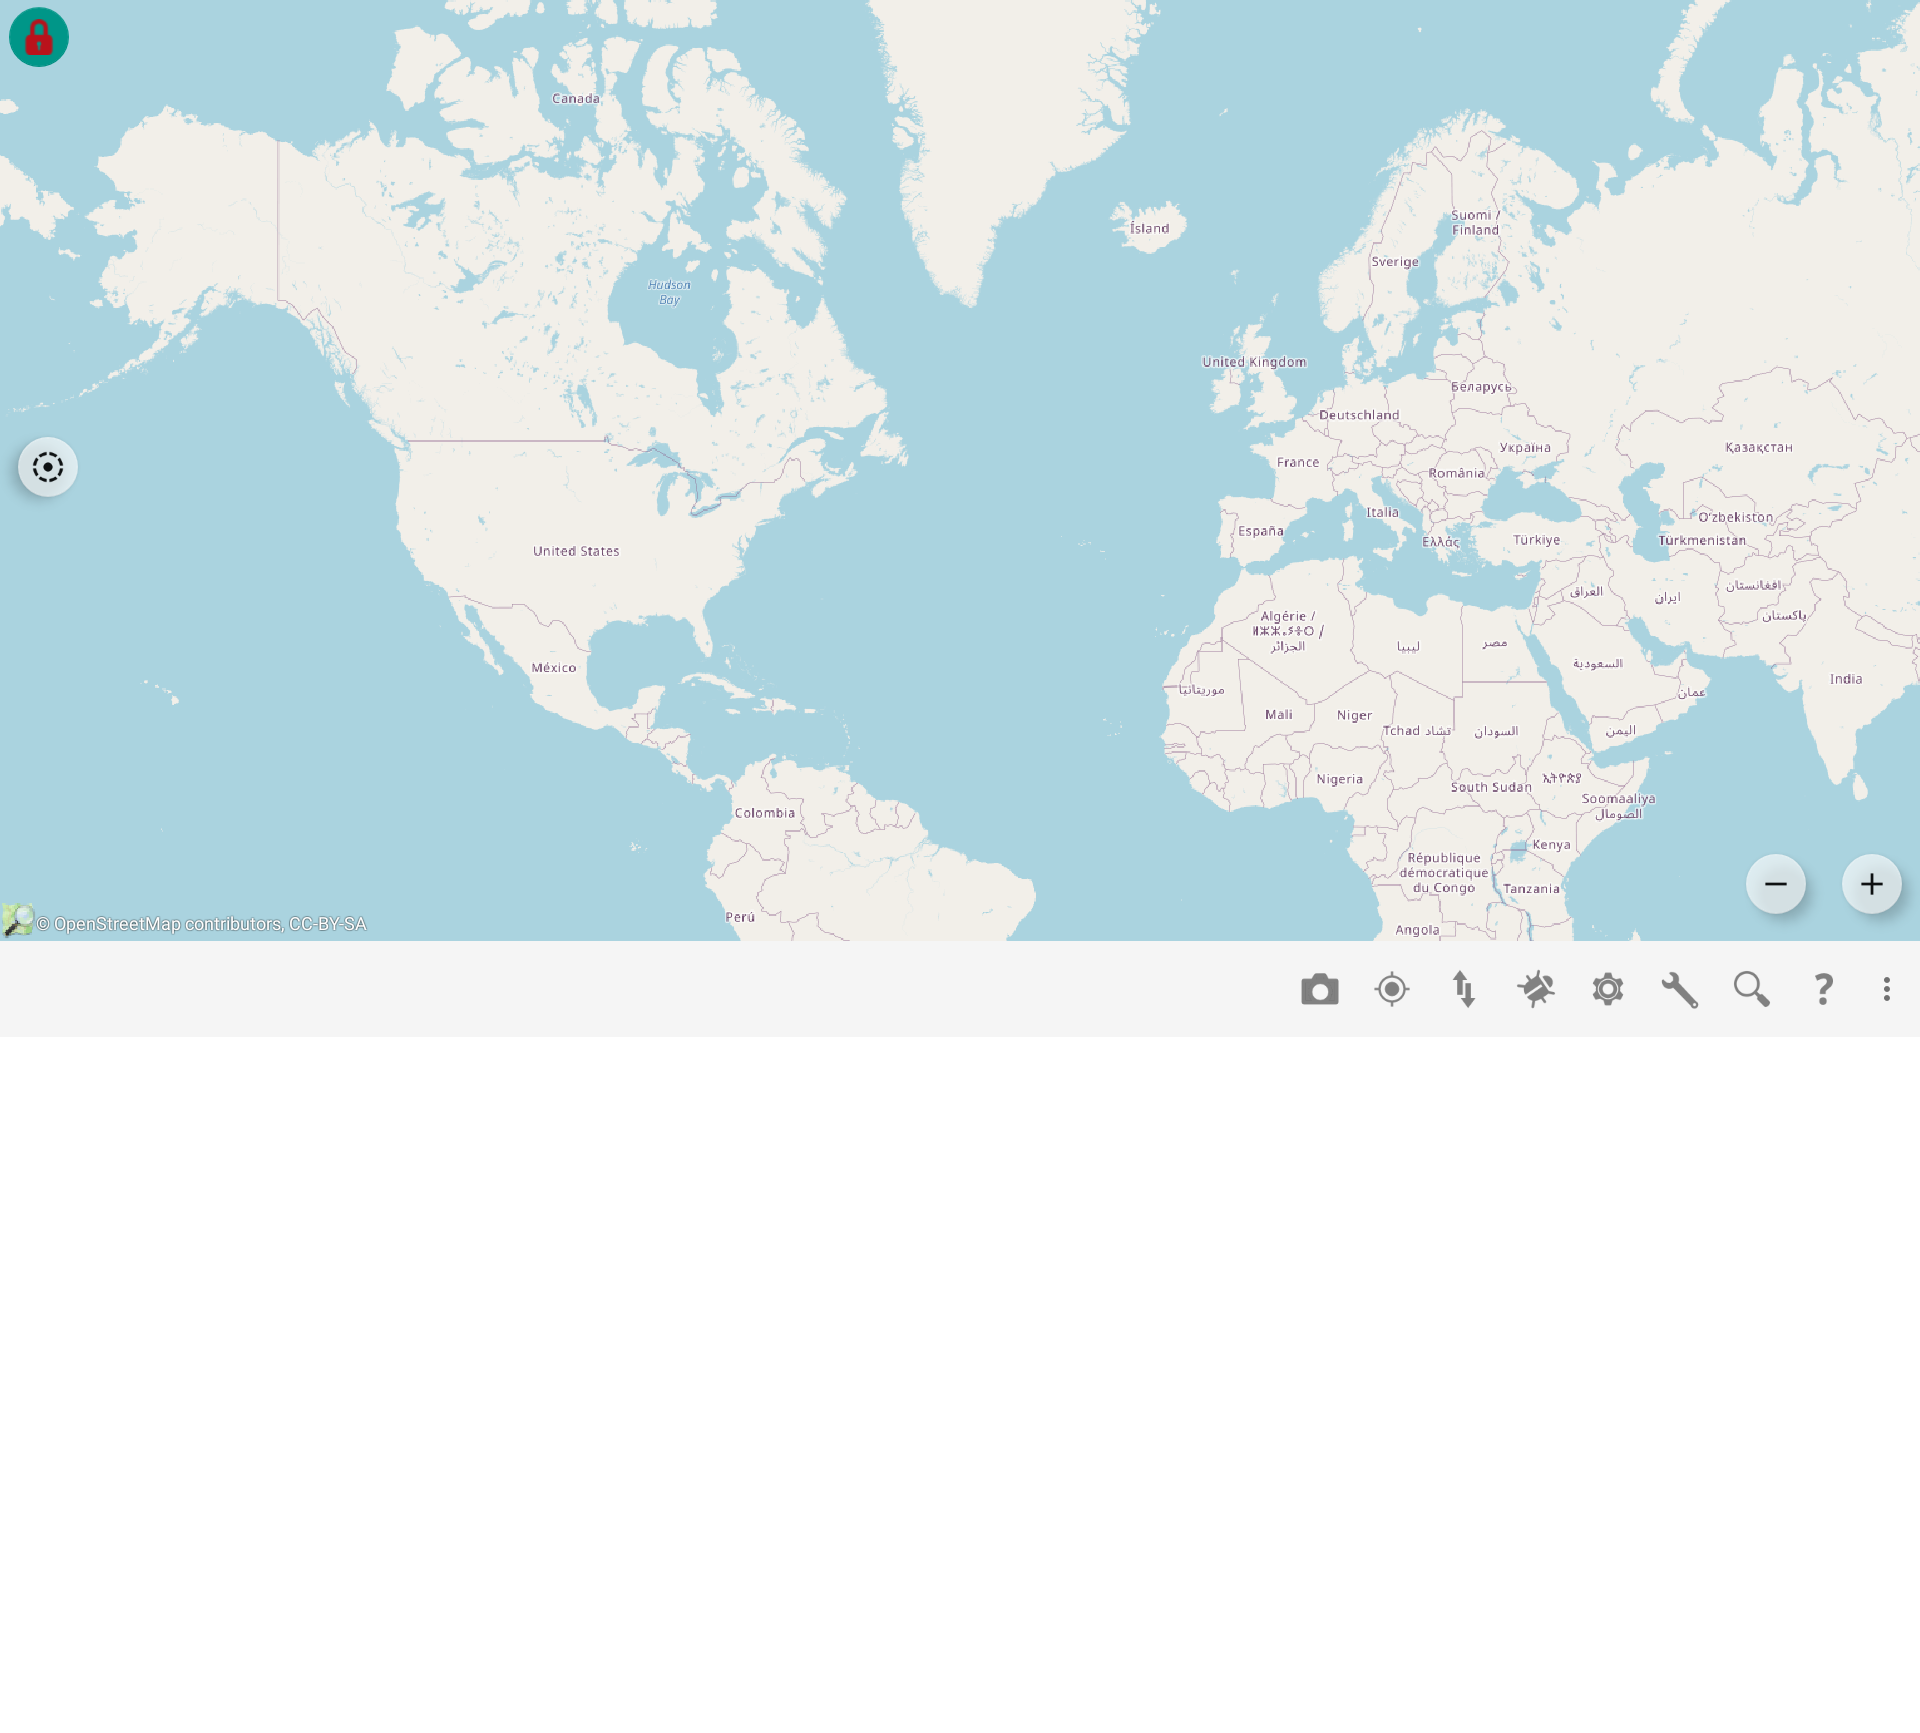 Canada
Suomi /
Finland
Ísland
Sverige
Hudson
Bay
United Kingdom
Беларусь
Deutschland
Україна
Қазақстан
France
România
Italia
O'zbekiston
España
Ελλάς
Türkiye
Türkmenistan
United States
افغانستان
العراق
ایران
پاکستان
Algérie /
ⵍⵣⵣⴰⵢⴻⵔ /
الجزائر
ليبيا
مصر
México
السعودية
India
موريتانيا
عمان
Mali
Niger
Tchad تشاد
السودان
اليمن
Nigeria
ኢትዮጵያ
South Sudan
Soomaaliya
الصومال
Colombia
Kenya
République
démocratique
du Congo
Tanzania
Perú
Angola
© OpenStreetMap contributors, CC-BY-SA